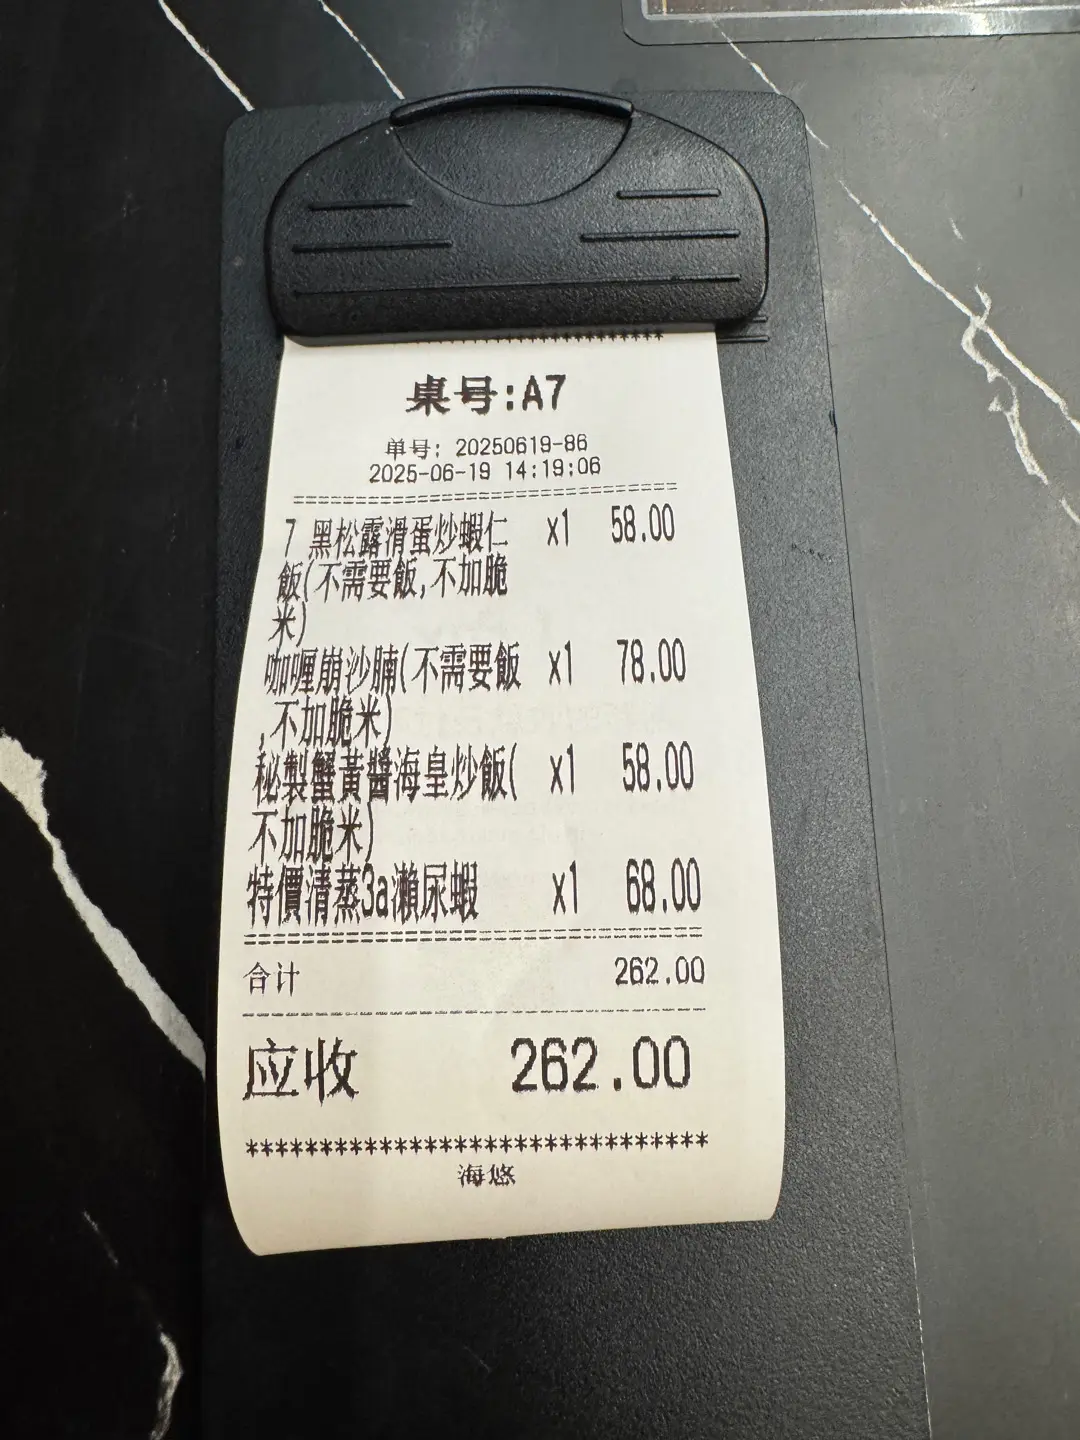 桌号:A7
单号: 20250619-86
2025-06-19 14:19:06
7 黑松露滑蛋炒蝦仁 x1 58.00
飯(不需要飯,不加脆
米)
咖喱崩沙腩(不需要飯 x1 78.00
,不加脆米)
秘製蟹黃醬海皇炒飯( x1 58.00
不加脆米)
特價清蒸3a瀨尿蝦 x1 68.00
合计 262.00
应收 262.00
*******************************
海悠